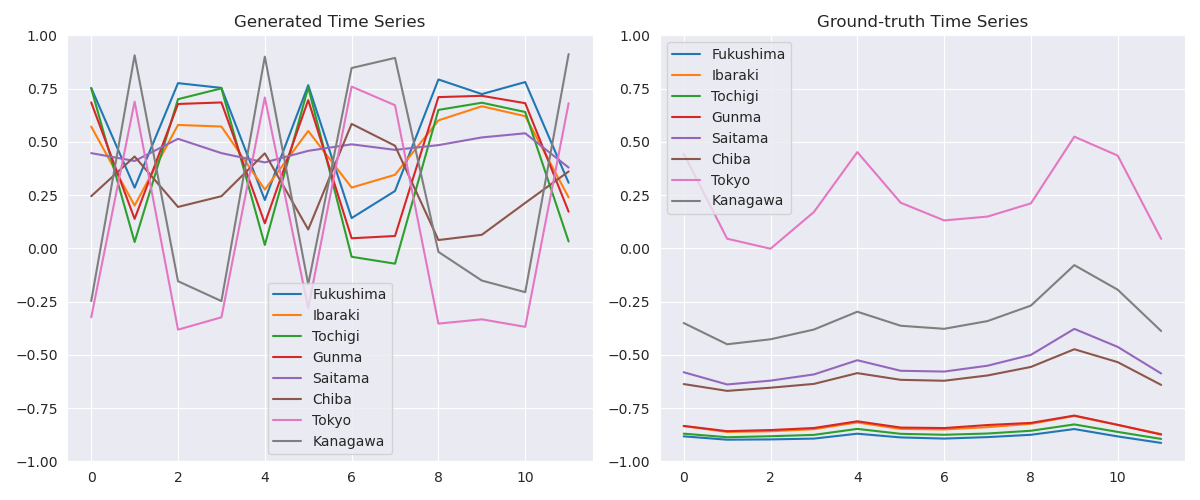 Generated Time Series
1.00
0.75
0.50
0.25
0.00
−0.25
−0.50
−0.75
−1.00
0 2 4 6 8 10
Fukushima
Ibaraki
Tochigi
Gunma
Saitama
Chiba
Tokyo
Kanagawa
Ground-truth Time Series
1.00
0.75
0.50
0.25
0.00
−0.25
−0.50
−0.75
−1.00
0 2 4 6 8 10
Fukushima
Ibaraki
Tochigi
Gunma
Saitama
Chiba
Tokyo
Kanagawa